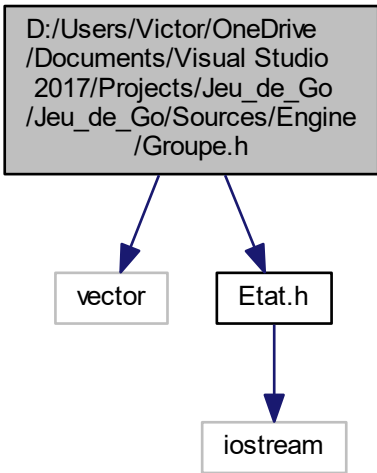 D:/Users/Victor/OneDrive
/Documents/Visual Studio
2017/Projects/Jeu_de_Go
/Jeu_de_Go/Sources/Engine
/Groupe.h
vector
Etat.h
iostream